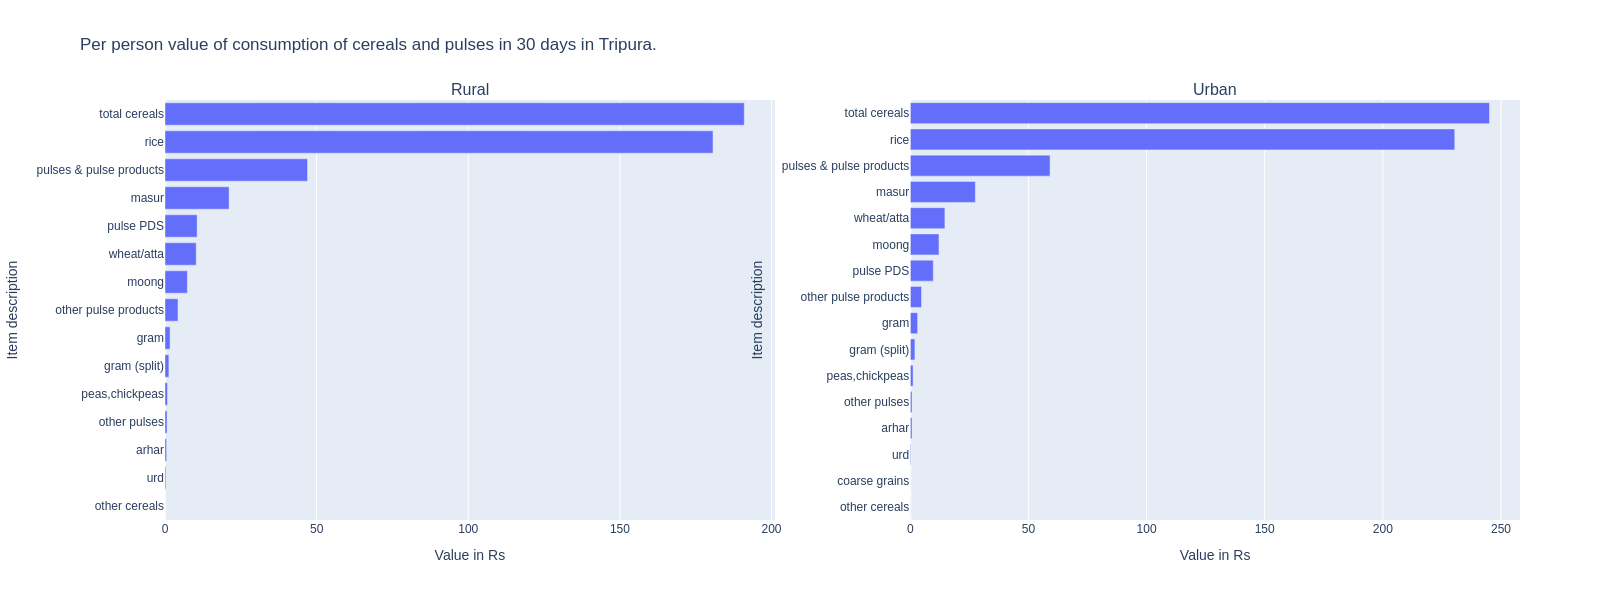 Per person value of consumption of cereals and pulses in 30 days in Tripura.
Rural
total cereals
rice
pulses & pulse products
masur
pulse PDS
wheat/atta
moong
other pulse products
gram
gram (split)
peas,chickpeas
other pulses
arhar
urd
other cereals
Item description
0 50 100 150 200
Value in Rs
Urban
total cereals
rice
pulses & pulse products
masur
wheat/atta
moong
pulse PDS
other pulse products
gram
gram (split)
peas,chickpeas
other pulses
arhar
urd
coarse grains
other cereals
Item description
0 50 100 150 200 250
Value in Rs